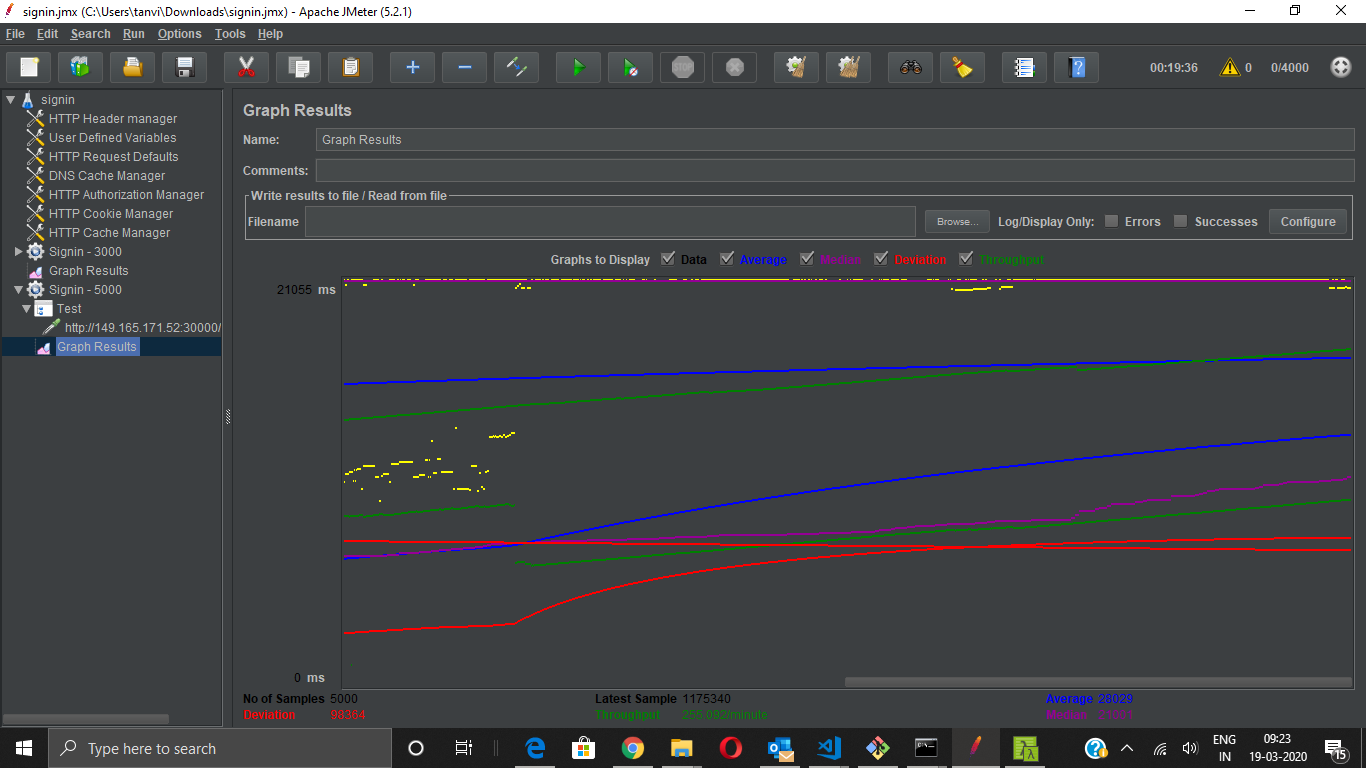 signin.jmx (C:\Users\tanvi\Downloads\signin.jmx) - Apache JMeter (5.2.1)
File Edit Search Run Options Tools Help
STOP 00:19:36 0 0/4000
signin
HTTP Header manager
User Defined Variables
HTTP Request Defaults
DNS Cache Manager
HTTP Authorization Manager
HTTP Cookie Manager
HTTP Cache Manager
Signin - 3000
Graph Results
Signin - 5000
Test
http://149.165.171.52:30000/
Graph Results
Graph Results
Name: Graph Results
Comments:
Write results to file / Read from file
Filename Browse... Log/Display Only: Errors Successes Configure
Graphs to Display Data Average Median Deviation Throughput
21055 ms
0 ms
No of Samples 5000 Latest Sample 1175340 Average 28029
Deviation 98364 Throughput 255.092/minute Median
Type here to search
ENG
IN
09:23
19-03-2020
15